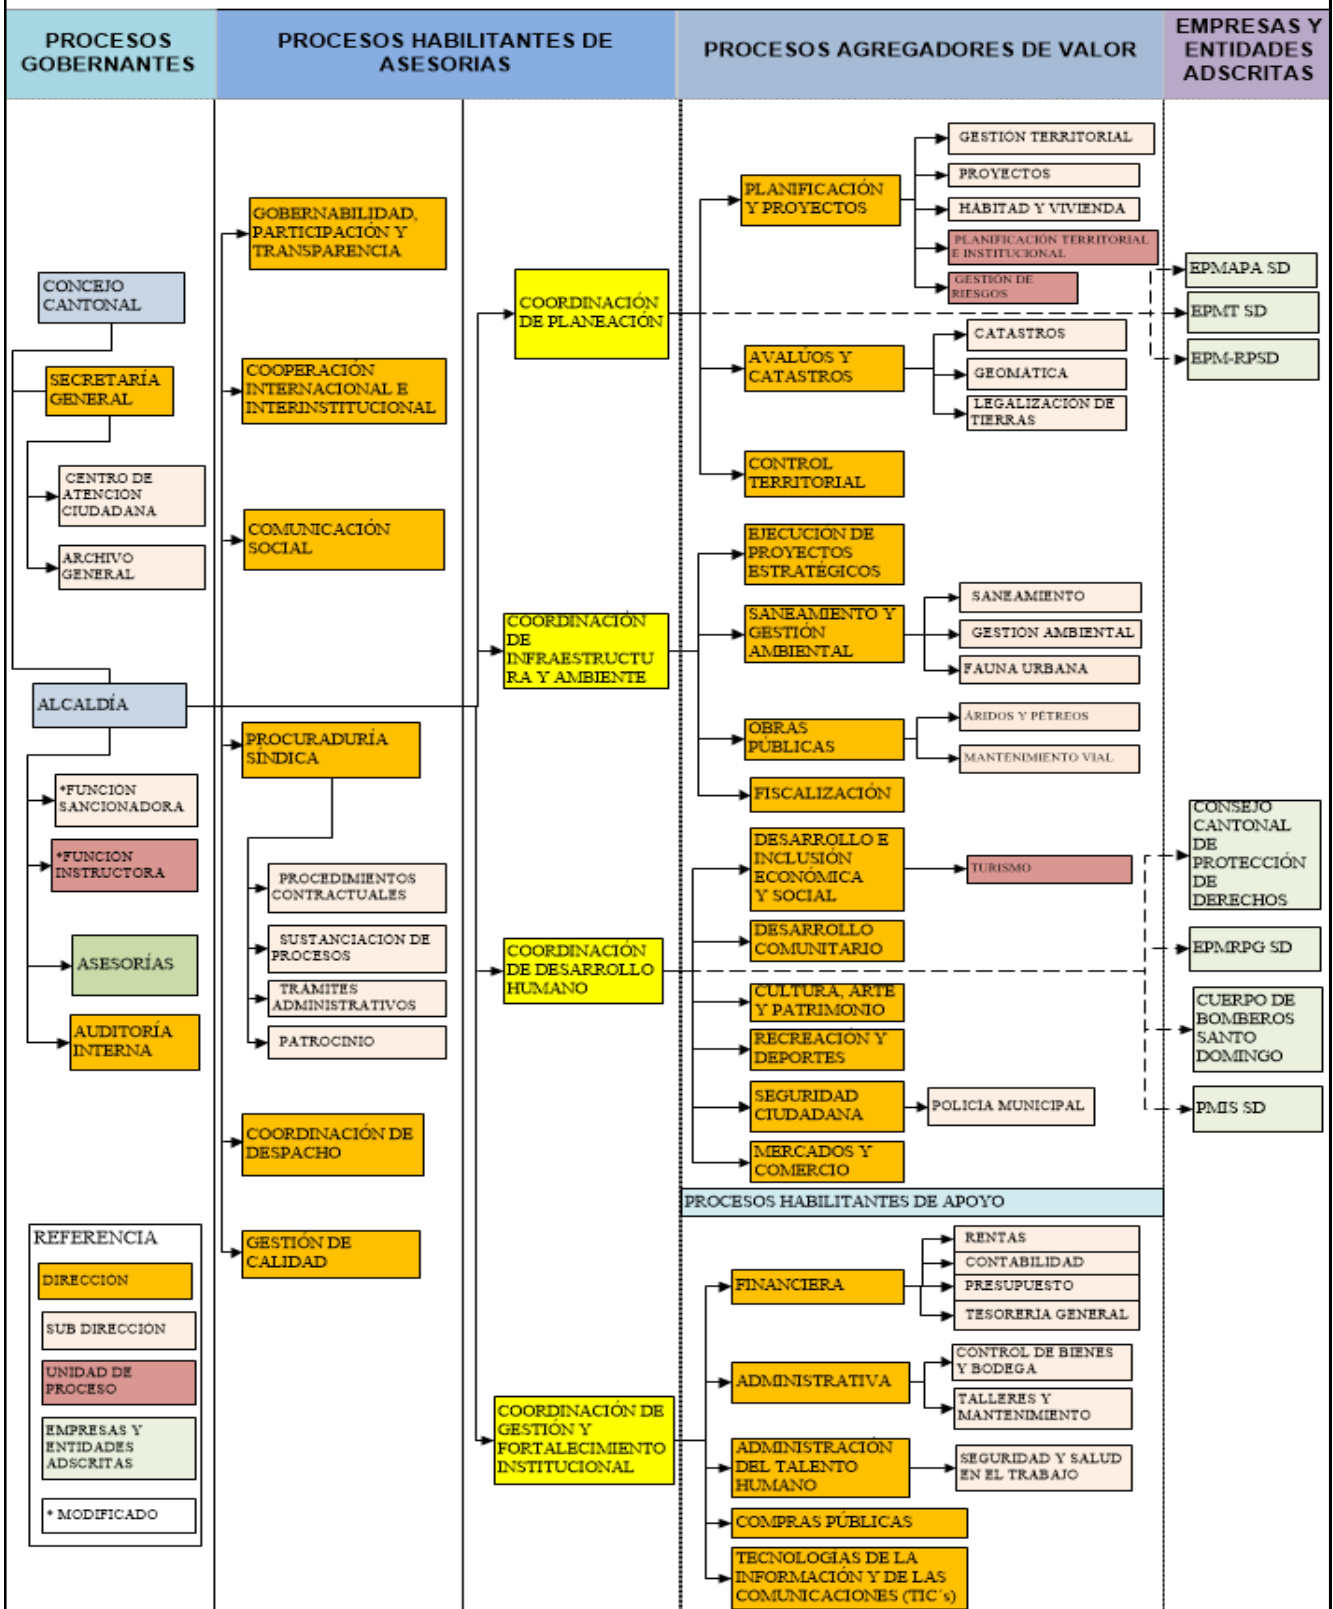 PROCESOS
GOBERNANTES
PROCESOS HABILITANTES DE
ASESORIAS
PROCESOS AGREGADORES DE VALOR
EMPRESAS Y
ENTIDADES
ADSCRITAS
CONCEJO
CANTONAL
SECRETARÍA
GENERAL
CENTRO DE
ATENCIÓN
CIUDADANA
ARCHIVO
GENERAL
ALCALDÍA
*FUNCIÓN
SANCIONADORA
*FUNCIÓN
INSTRUCTORA
ASESORÍAS
AUDITORÍA
INTERNA
REFERENCIA
DIRECCIÓN
SUB DIRECCIÓN
UNIDAD DE
PROCESO
EMPRESAS Y
ENTIDADES
ADSCRITAS
* MODIFICADO
GOBERNABILIDAD,
PARTICIPACIÓN Y
TRANSPARENCIA
COOPERACIÓN
INTERNACIONAL E
INTERINSTITUCIONAL
COMUNICACIÓN
SOCIAL
PROCURADURÍA
SÍNDICA
PROCEDIMIENTOS
CONTRACTUALES
SUSTANCIACIÓN DE
PROCESOS
TRAMITES
ADMINISTRATIVOS
PATROCINIO
COORDINACIÓN DE
DESPACHO
GESTIÓN DE
CALIDAD
COORDINACIÓN
DE PLANEACIÓN
COORDINACIÓN
DE
INFRAESTRUCTU
RA Y AMBIENTE
COORDINACIÓN
DE DESARROLLO
HUMANO
COORDINACIÓN DE
GESTIÓN Y
FORTALECIMIENTO
INSTITUCIONAL
PLANIFICACIÓN
Y PROYECTOS
GESTIÓN TERRITORIAL
PROYECTOS
HABITAD Y VIVIENDA
PLANIFICACIÓN TERRITORIAL
E INSTITUCIONAL
GESTIÓN DE
RIESGOS
AVALÚOS Y
CATASTROS
CATASTROS
GEOMATICA
LEGALIZACIÓN DE
TIERRAS
CONTROL
TERRITORIAL
EJECUCIÓN DE
PROYECTOS
ESTRATÉGICOS
SANEAMIENTO Y
GESTIÓN
AMBIENTAL
SANEAMIENTO
GESTIÓN AMBIENTAL
FAUNA URBANA
OBRAS
PÚBLICAS
ÁRIDOS Y PÉTREOS
MANTENIMIENTO VIAL
FISCALIZACIÓN
DESARROLLO E
INCLUSIÓN
ECONÓMICA
Y SOCIAL
TURISMO
DESARROLLO
COMUNITARIO
CULTURA, ARTE
Y PATRIMONIO
RECREACIÓN Y
DEPORTES
SEGURIDAD
CIUDADANA
POLICIA MUNICIPAL
MERCADOS Y
COMERCIO
PROCESOS HABILITANTES DE APOYO
FINANCIERA
RENTAS
CONTABILIDAD
PRESUPUESTO
TESORERÍA GENERAL
ADMINISTRATIVA
CONTROL DE BIENES
Y BODEGA
TALLERES Y
MANTENIMIENTO
ADMINISTRACIÓN
DEL TALENTO
HUMANO
SEGURIDAD Y SALUD
EN EL TRABAJO
COMPRAS PÚBLICAS
TECNOLOGÍAS DE LA
INFORMACIÓN Y DE LAS
COMUNICACIONES (TIC´s)
EPMAPA SD
EPMT SD
EPM-RPSD
CONSEJO
CANTONAL
DE
PROTECCIÓN
DE
DERECHOS
EPMRPG SD
CUERPO DE
BOMBEROS
SANTO
DOMINGO
PMIS SD